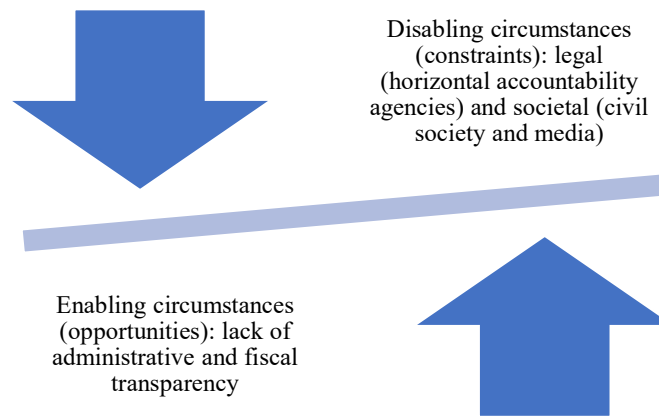 Disabling circumstances
(constraints): legal
(horizontal accountability
agencies) and societal (civil
society and media)
Enabling circumstances
(opportunities): lack of
administrative and fiscal
transparency